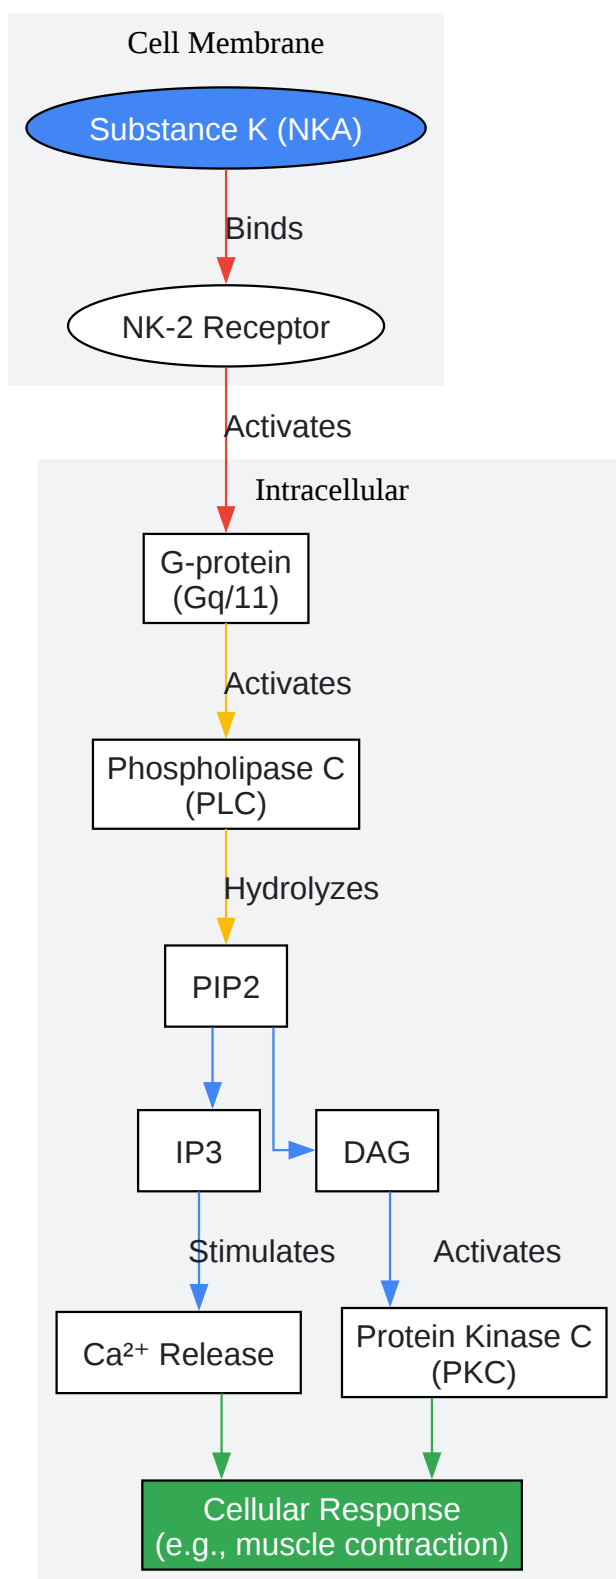 Cell Membrane
Substance K (NKA)
Binds
NK-2 Receptor
Activates
Intracellular
G-protein
(Gq/11)
Activates
Phospholipase C
(PLC)
Hydrolyzes
PIP2
IP3
DAG
Stimulates
Activates
Ca²⁺ Release
Protein Kinase C
(PKC)
Cellular Response
(e.g., muscle contraction)